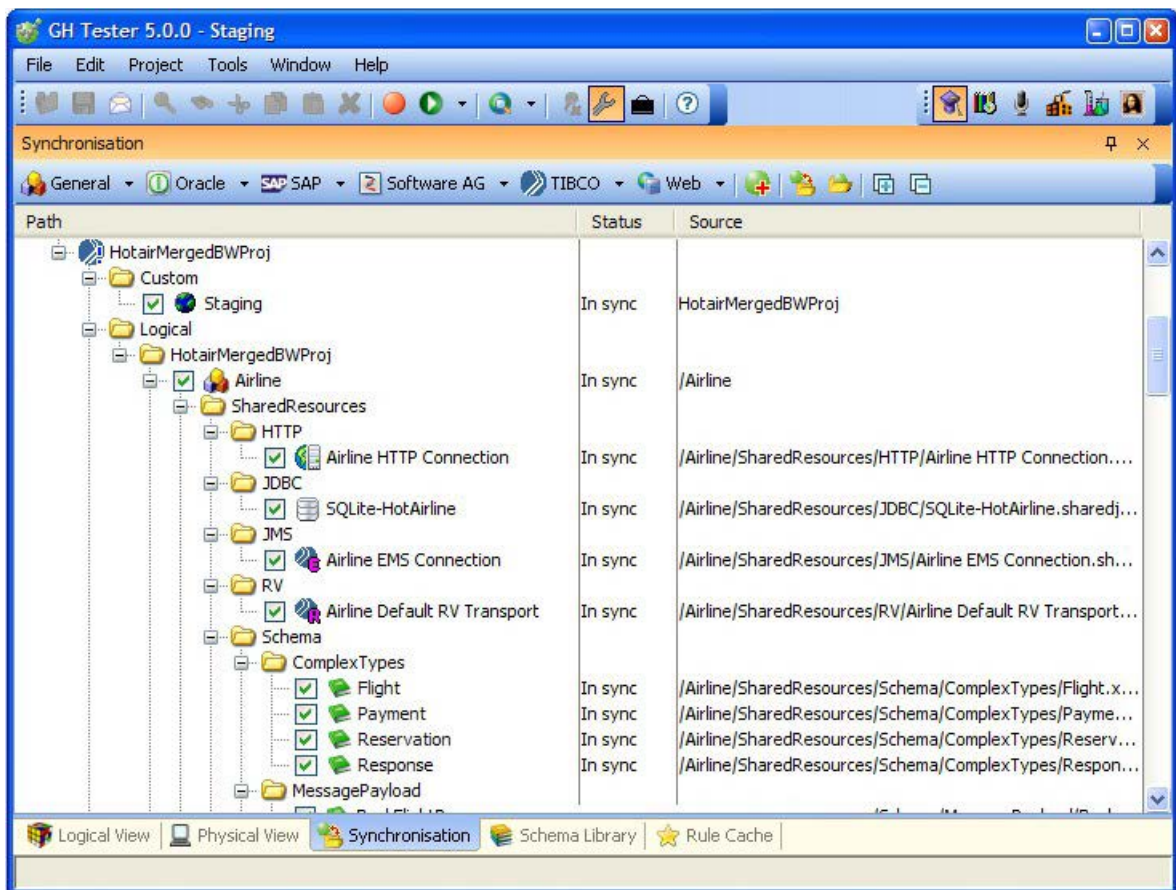 GH Tester 5.0.0 - Staging
File Edit Project Tools Window Help
Synchronisation
General Oracle SAP SAP Software AG TIBCO Web
Path Status Source
HotairMergedBWProj
Custom
Staging In sync HotairMergedBWProj
Logical
HotairMergedBWProj
Airline In sync /Airline
SharedResources
HTTP
Airline HTTP Connection In sync /Airline/SharedResources/HTTP/Airline HTTP Connection....
JDBC
SQLite-HotAirline In sync /Airline/SharedResources/JDBC/SQLite-HotAirline.sharedj...
JMS
Airline EMS Connection In sync /Airline/SharedResources/JMS/Airline EMS Connection.sh...
RV
Airline Default RV Transport In sync /Airline/SharedResources/RV/Airline Default RV Transport...
Schema
ComplexTypes
Flight In sync /Airline/SharedResources/Schema/ComplexTypes/Flight.x...
Payment In sync /Airline/SharedResources/Schema/ComplexTypes/Payme...
Reservation In sync /Airline/SharedResources/Schema/ComplexTypes/Reserv...
Response In sync /Airline/SharedResources/Schema/ComplexTypes/Respon...
MessagePayload
Logical View Physical View Synchronisation Schema Library Rule Cache